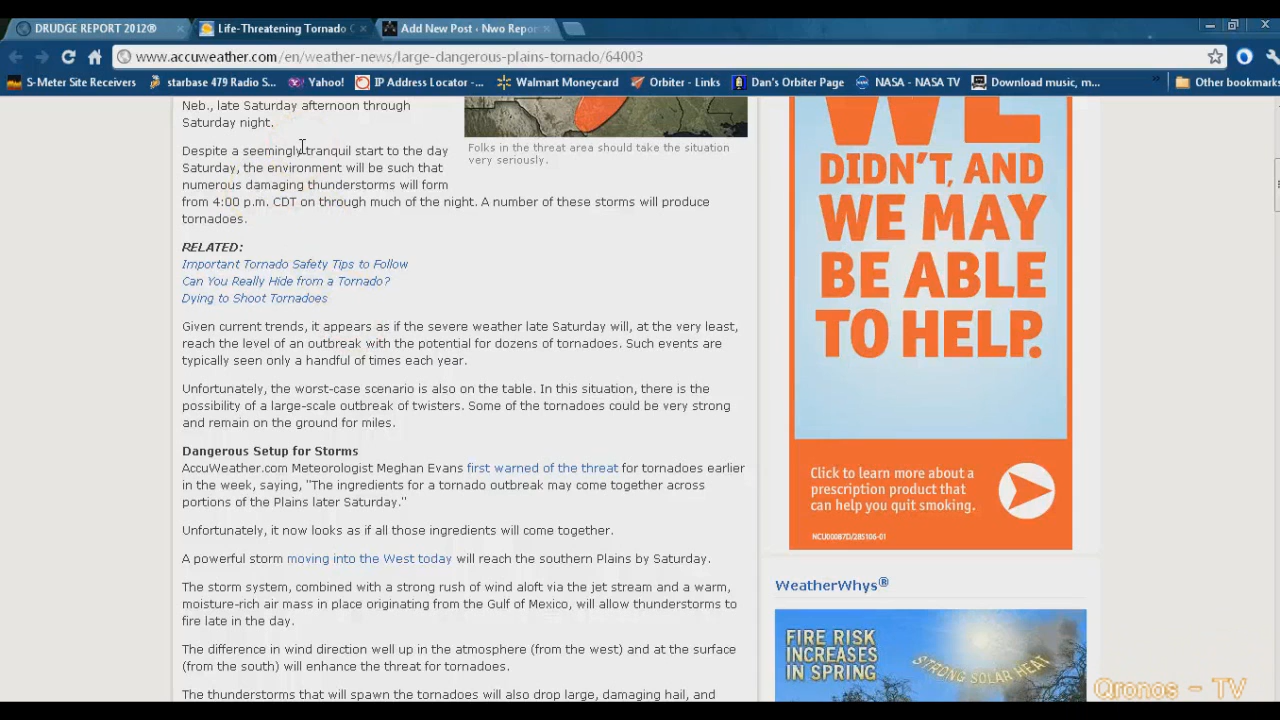 DRUDGE REPORT 2012®
Life-Threatening Tornado C
Add New Post ‹ Nwo Repo
www.accuweather.com/en/weather-news/large-dangerous-plains-tornado/64003
S-Meter Site Receivers
starbase 479 Radio S...
Yahoo!
IP Address Locator -...
Walmart Moneycard
Orbiter - Links
Dan's Orbiter Page
NASA - NASA TV
Download music, m...
»
Other bookmarks
Neb., late Saturday afternoon through
Saturday night.
Despite a seemingly tranquil start to the day
Saturday, the environment will be such that
numerous damaging thunderstorms will form
from 4:00 p.m. CDT on through much of the night. A number of these storms will produce
tornadoes.
Folks in the threat area should take the situation
very seriously.
RELATED:
Important Tornado Safety Tips to Follow
Can You Really Hide from a Tornado?
Dying to Shoot Tornadoes
Given current trends, it appears as if the severe weather late Saturday will, at the very least,
reach the level of an outbreak with the potential for dozens of tornadoes. Such events are
typically seen only a handful of times each year.
Unfortunately, the worst-case scenario is also on the table. In this situation, there is the
possibility of a large-scale outbreak of twisters. Some of the tornadoes could be very strong
and remain on the ground for miles.
Dangerous Setup for Storms
AccuWeather.com Meteorologist Meghan Evans first warned of the threat for tornadoes earlier
in the week, saying, "The ingredients for a tornado outbreak may come together across
portions of the Plains later Saturday."
Unfortunately, it now looks as if all those ingredients will come together.
A powerful storm moving into the West today will reach the southern Plains by Saturday.
The storm system, combined with a strong rush of wind aloft via the jet stream and a warm,
moisture-rich air mass in place originating from the Gulf of Mexico, will allow thunderstorms to
fire late in the day.
The difference in wind direction well up in the atmosphere (from the west) and at the surface
(from the south) will enhance the threat for tornadoes.
The thunderstorms that will spawn the tornadoes will also drop large, damaging hail, and
WE
DIDN'T, AND
WE MAY
BE ABLE
TO HELP.
Click to learn more about a
prescription product that
can help you quit smoking.
NCU00087D/285106-01
WeatherWhys®
FIRE RISK
INCREASES
IN SPRING
STRONG SOLAR HEAT
Qronos - TV